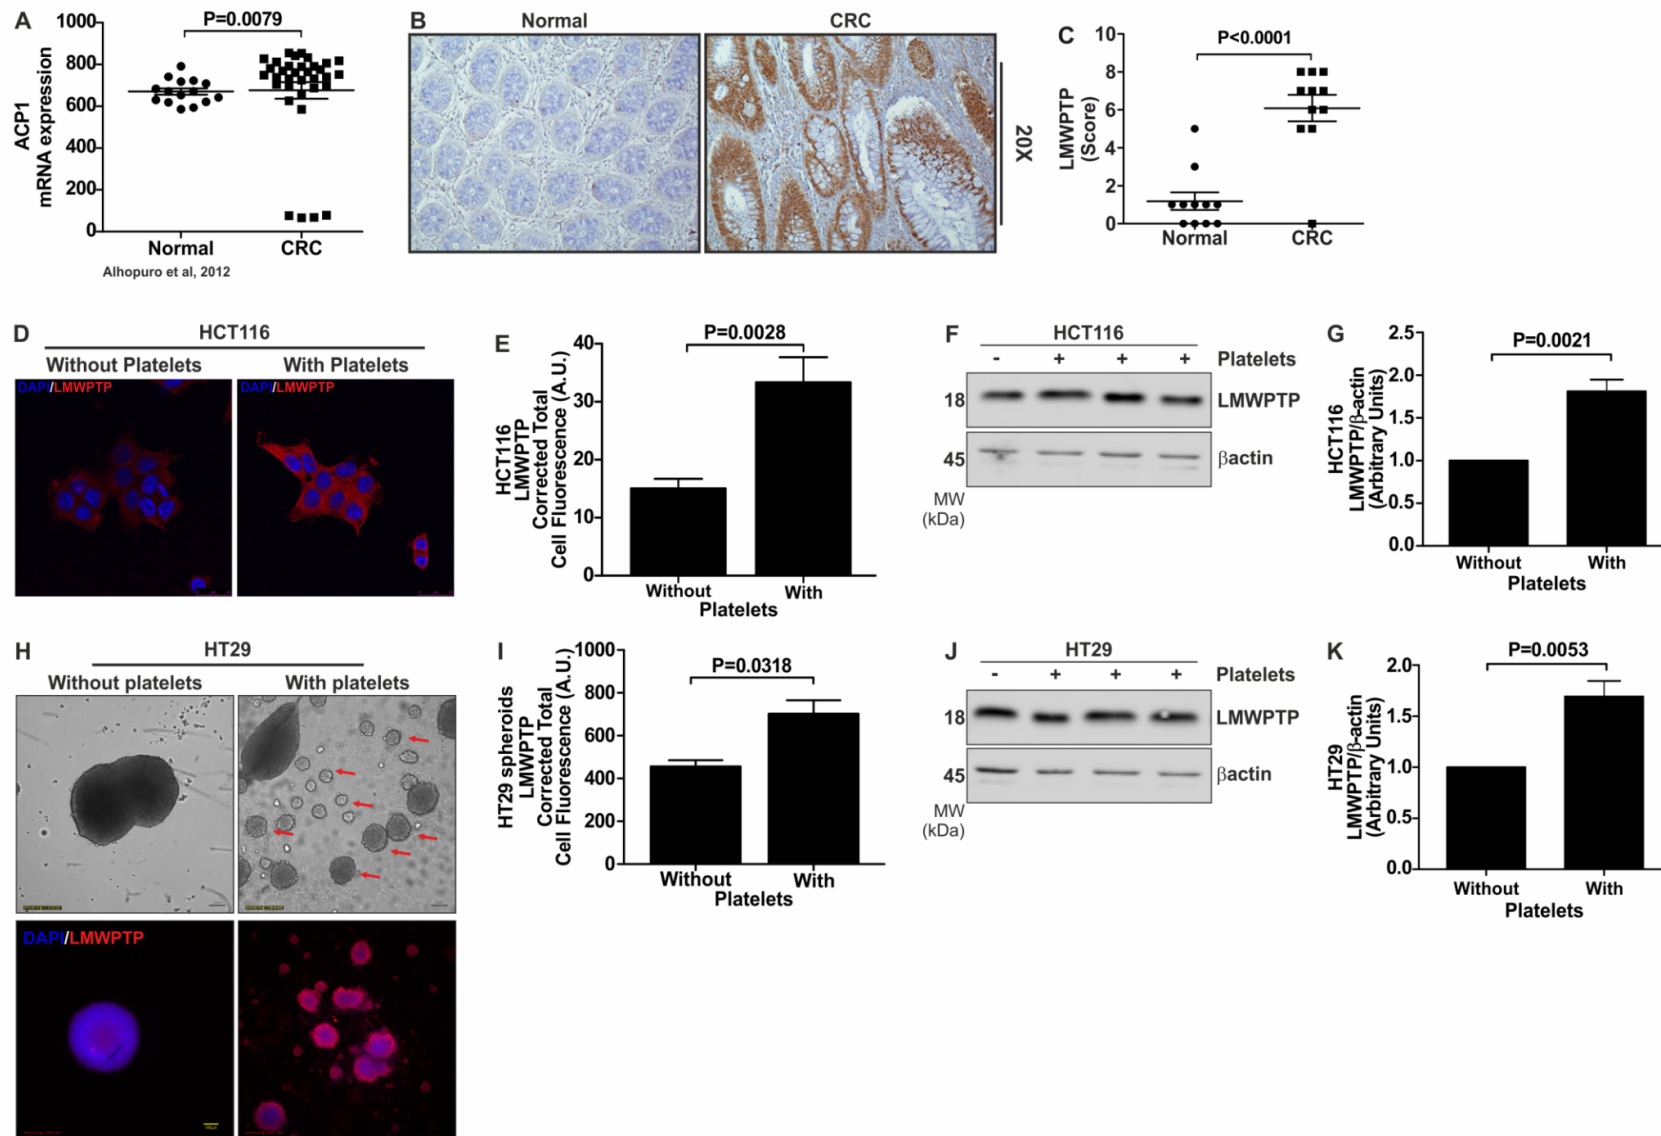 A
P=0.0079
ACP1
mRNA expression
1000
800
600
400
200
0
Normal
CRC
Alhopuro et al, 2012
B
Normal
CRC
20X
C
P<0.0001
LMWPTP
(Score)
10
8
6
4
2
0
Normal
CRC
D
HCT116
Without Platelets
With Platelets
DAPI/LMWPTP
DAPI/LMWPTP
E
P=0.0028
HCT116
LMWPTP
Corrected Total
Cell Fluorescence (A.U.)
40
30
20
10
0
Without
With
Platelets
F
HCT116
- + + + Platelets
18
LMWPTP
45
βactin
MW
(kDa)
G
P=0.0021
HCT116
LMWPTP/β-actin
(Arbitrary Units)
2.5
2.0
1.5
1.0
0.5
0.0
Without
With
Platelets
H
HT29
Without platelets
With platelets
DAPI/LMWPTP
I
P=0.0318
HT29 spheroids
LMWPTP
Corrected Total
Cell Fluorescence (A.U.)
1000
800
600
400
200
0
Without
With
Platelets
J
HT29
- + + + Platelets
18
LMWPTP
45
βactin
MW
(kDa)
K
P=0.0053
HT29
LMWPTP/β-actin
(Arbitrary Units)
2.0
1.5
1.0
0.5
0.0
Without
With
Platelets